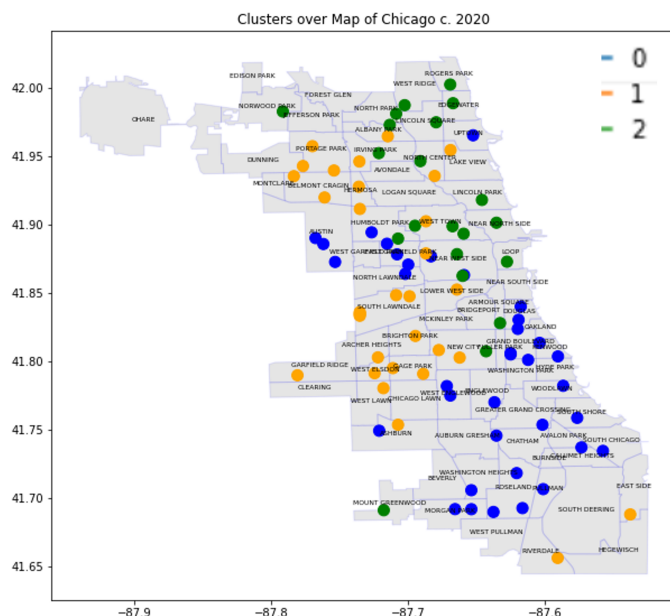 Clusters over Map of Chicago c. 2020
0
1
2
42.00
41.95
41.90
41.85
41.80
41.75
41.70
41.65
−87.9
−87.8
−87.7
−87.6
ROGERS PARK
EDISON PARK
WEST RIDGE
FOREST GLEN
NORWOOD PARK
NORTH PARK
EDGEWATER
JEFFERSON PARK
LINCOLN SQUARE
OHARE
ALBANY PARK
UPTOWN
PORTAGE PARK
IRVING PARK
DUNNING
NORTH CENTER
LAKE VIEW
AVONDALE
MONTCLARE
BELMONT CRAGIN
HERMOSA
LOGAN SQUARE
LINCOLN PARK
HUMBOLDT PARK
WEST TOWN
NEAR NORTH SIDE
AUSTIN
WEST GARFIELD PARK
LOOP
NEAR WEST SIDE
NORTH LAWNDALE
NEAR SOUTH SIDE
LOWER WEST SIDE
ARMOUR SQUARE
SOUTH LAWNDALE
BRIDGEPORT
DOUGLAS
MCKINLEY PARK
OAKLAND
BRIGHTON PARK
GRAND BOULEVARD
ARCHER HEIGHTS
NEW CITY
FULLER PARK
KENWOOD
GARFIELD RIDGE
GAGE PARK
HYDE PARK
WEST ELSDON
WASHINGTON PARK
CLEARING
WEST ENGLEWOOD
ENGLEWOOD
WOODLAWN
WEST LAWN
CHICAGO LAWN
GREATER GRAND CROSSING
SOUTH SHORE
ASHBURN
AUBURN GRESHAM
AVALON PARK
CHATHAM
SOUTH CHICAGO
BURNSIDE
CALUMET HEIGHTS
WASHINGTON HEIGHTS
BEVERLY
ROSELAND
PULLMAN
EAST SIDE
MOUNT GREENWOOD
MORGAN PARK
SOUTH DEERING
WEST PULLMAN
RIVERDALE
HEGEWISCH